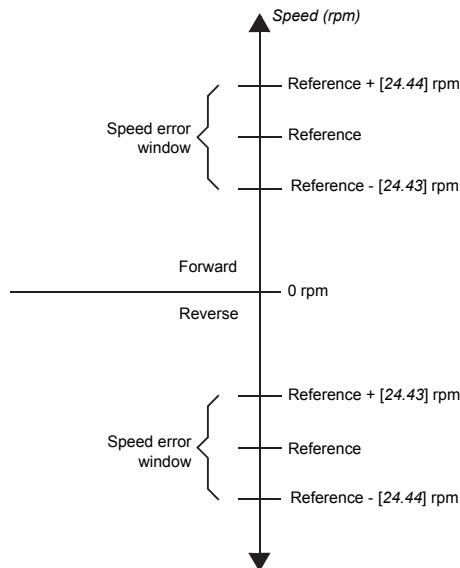 Speed (rpm)
Reference + [24.44] rpm
Speed error
window
Reference
Reference - [24.43] rpm
Forward
0 rpm
Reverse
Reference + [24.43] rpm
Speed error
window
Reference
Reference - [24.44] rpm